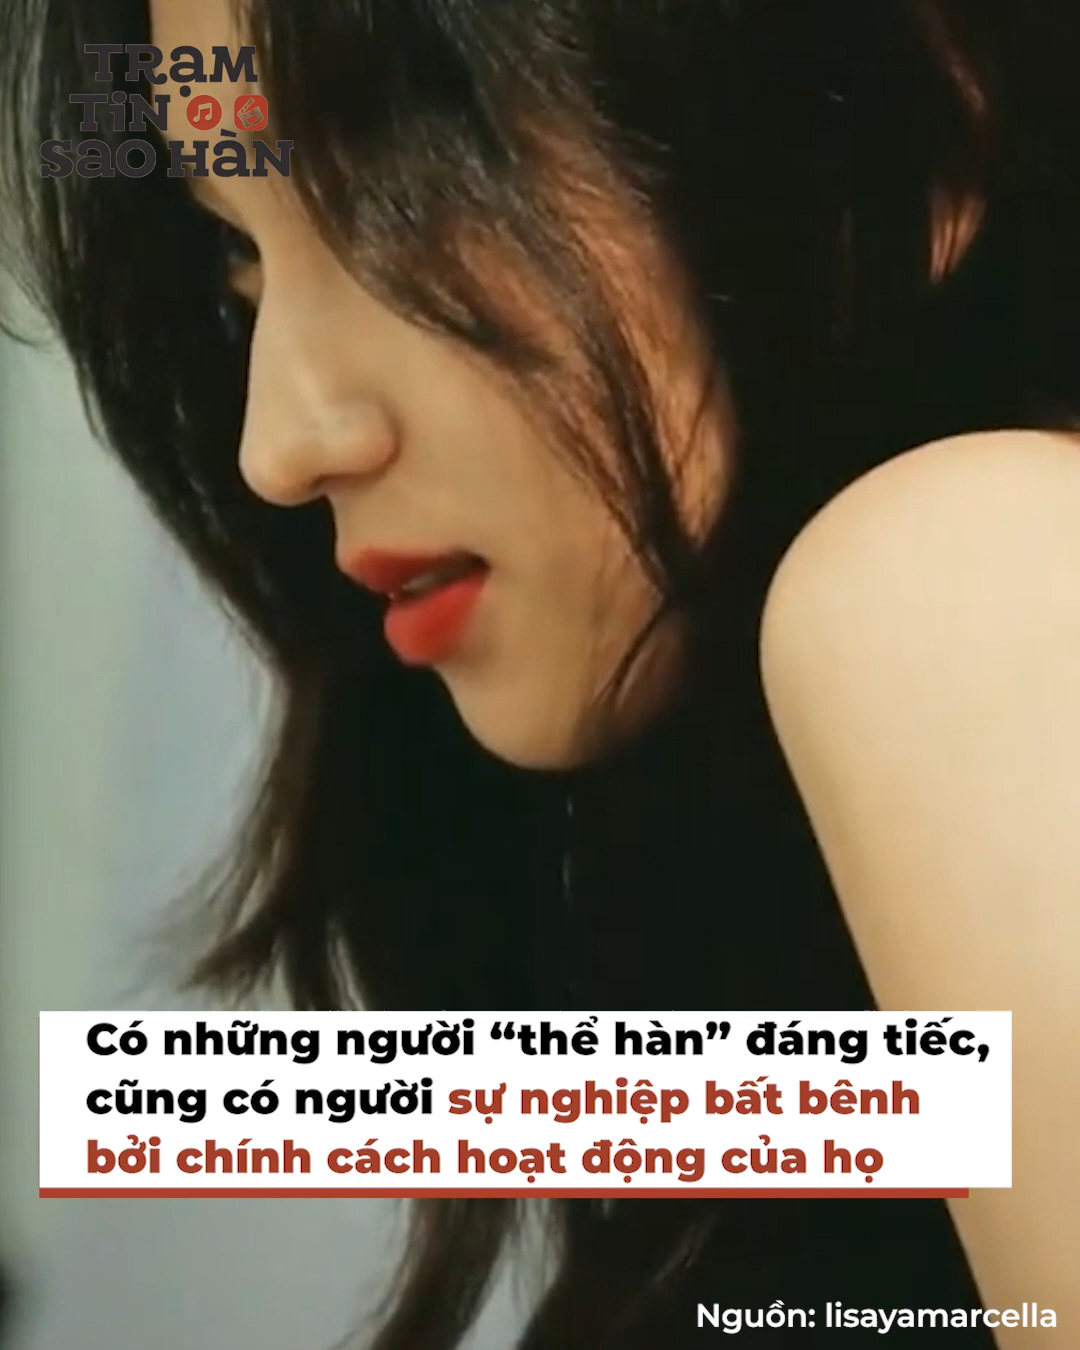 TRẠM
TIN
SAO HÀN
Có những người “thể hàn” đáng tiếc,
cũng có người sự nghiệp bất bênh
bởi chính cách hoạt động của họ
Nguồn: lisayamarcella